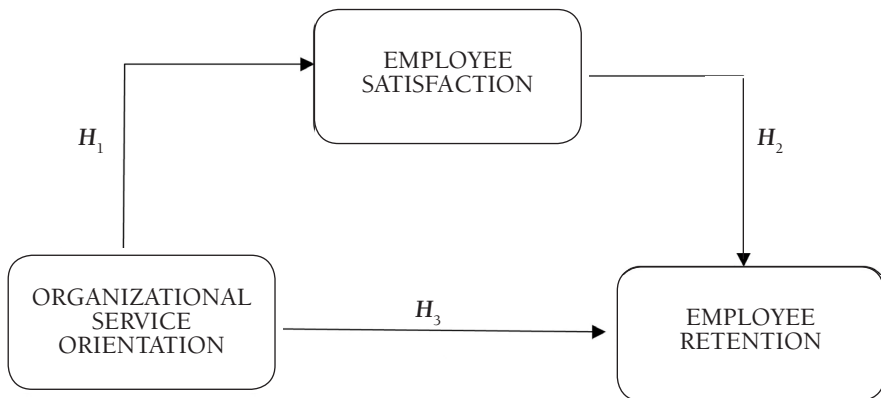 EMPLOYEE
SATISFACTION
H₁
H₂
ORGANIZATIONAL
SERVICE
ORIENTATION
H₃
EMPLOYEE
RETENTION